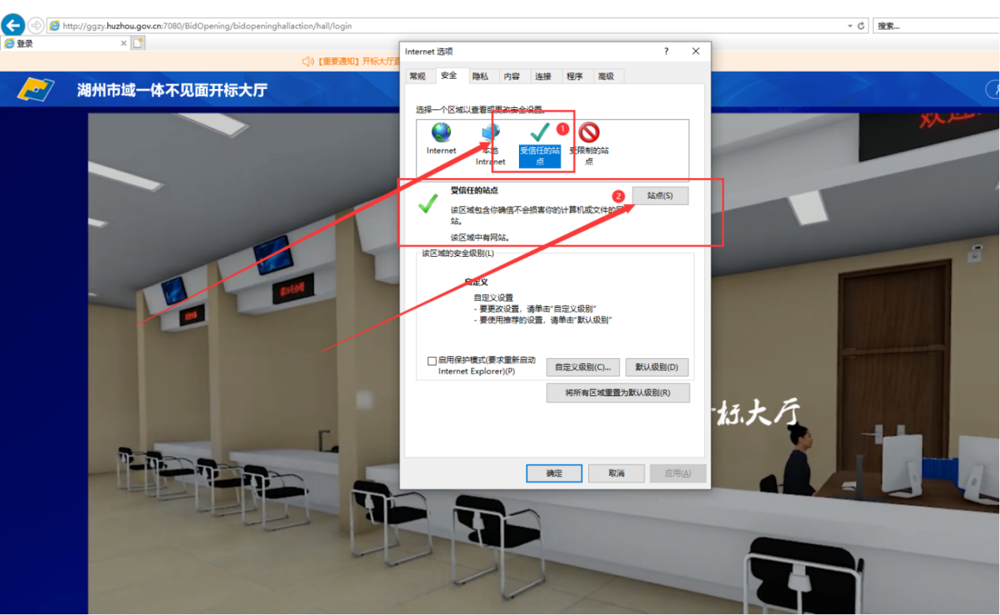 http://ggzy.huzhou.gov.cn:7080/BidOpening/bidopeninghallaction/hall/login
搜索...
登录
【重要通知】开标大厅
湖州市域一体不见面开标大厅
Internet 选项
常规 安全 隐私 内容 连接 程序 高级
选择一个区域以查看或更改安全设置。
1
Internet
本地
Intranet
受信任的站
点
受限制的站
点
受信任的站点
2
站点(S)
该区域包含你确信不会损害你的计算机或文件的网
站。
该区域中有网站。
该区域的安全级别(L)
自定义
自定义设置
- 要更改设置，请单击"自定义级别"
- 要使用推荐的设置，请单击"默认级别"
启用保护模式(要求重新启动
Internet Explorer)(P)
自定义级别(C)...
默认级别(D)
将所有区域重置为默认级别(R)
标大厅
确定
取消
应用(A)